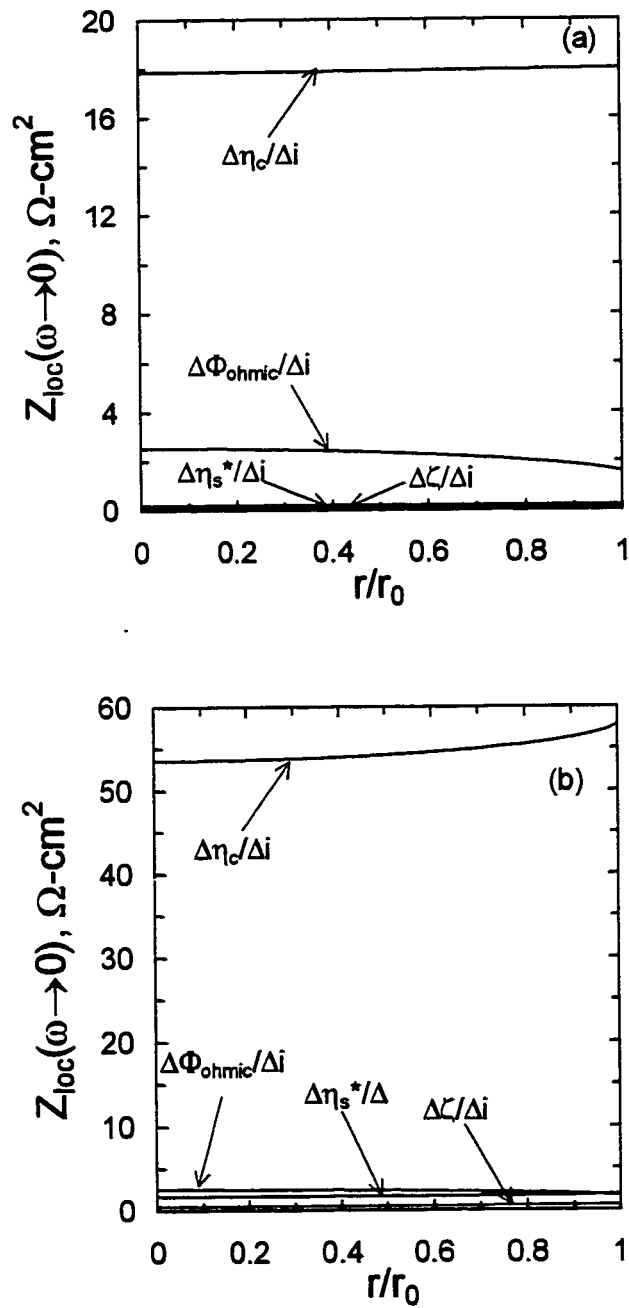 (a)
Z_loc(ω→0), Ω-cm²
20
16
12
8
4
0
Δη_c/Δi
ΔΦ_ohmic/Δi
Δη_s*/Δi
Δζ/Δi
0 0.2 0.4 0.6 0.8 1
r/r_0
(b)
Z_loc(ω→0), Ω-cm²
60
50
40
30
20
10
0
Δη_c/Δi
ΔΦ_ohmic/Δi
Δη_s*/Δ
Δζ/Δi
0 0.2 0.4 0.6 0.8 1
r/r_0